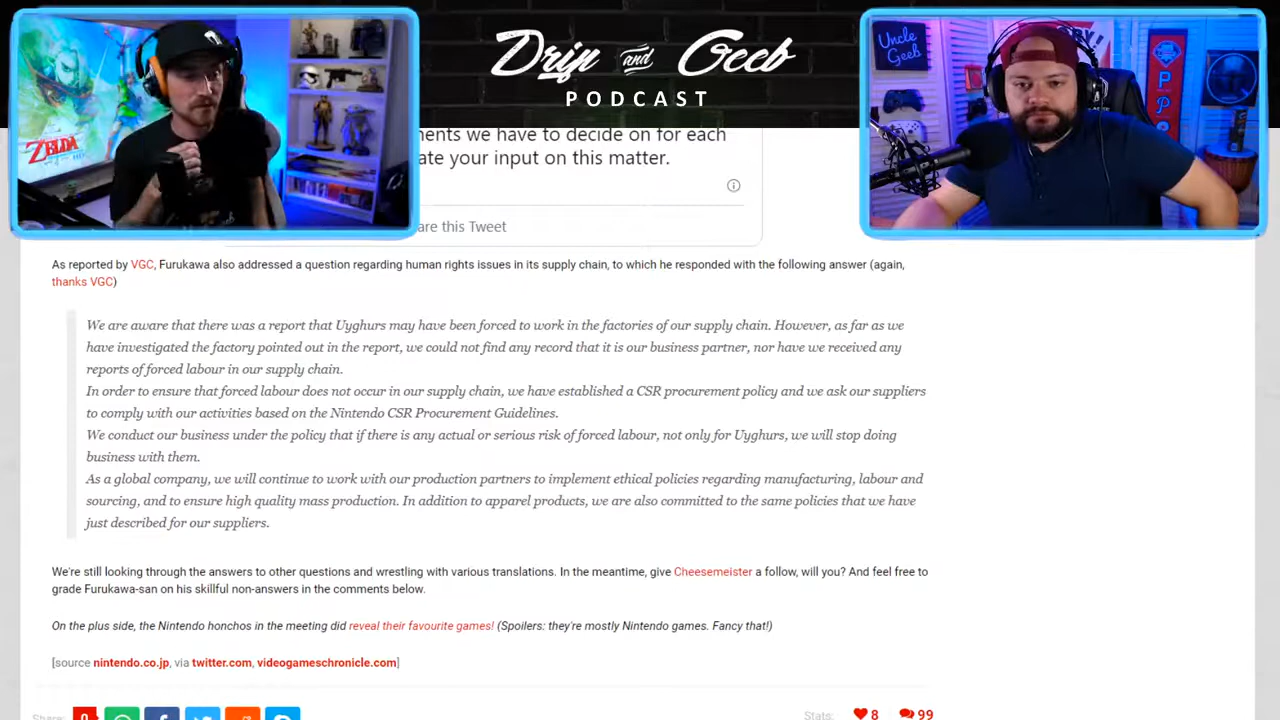 Drip and Geeb
PODCAST
Uncle
Geeb
ZELDA
nents we have to decide on for each
ate your input on this matter.
are this Tweet
As reported by VGC, Furukawa also addressed a question regarding human rights issues in its supply chain, to which he responded with the following answer (again,
thanks VGC)
We are aware that there was a report that Uyghurs may have been forced to work in the factories of our supply chain. However, as far as we
have investigated the factory pointed out in the report, we could not find any record that it is our business partner, nor have we received any
reports of forced labour in our supply chain.
In order to ensure that forced labour does not occur in our supply chain, we have established a CSR procurement policy and we ask our suppliers
to comply with our activities based on the Nintendo CSR Procurement Guidelines.
We conduct our business under the policy that if there is any actual or serious risk of forced labour, not only for Uyghurs, we will stop doing
business with them.
As a global company, we will continue to work with our production partners to implement ethical policies regarding manufacturing, labour and
sourcing, and to ensure high quality mass production. In addition to apparel products, we are also committed to the same policies that we have
just described for our suppliers.
We're still looking through the answers to other questions and wrestling with various translations. In the meantime, give Cheesemeister a follow, will you? And feel free to
grade Furukawa-san on his skillful non-answers in the comments below.
On the plus side, the Nintendo honchos in the meeting did reveal their favourite games! (Spoilers: they're mostly Nintendo games. Fancy that!)
[source nintendo.co.jp, via twitter.com, videogameschronicle.com]
Share: 0
Stats: 8 99